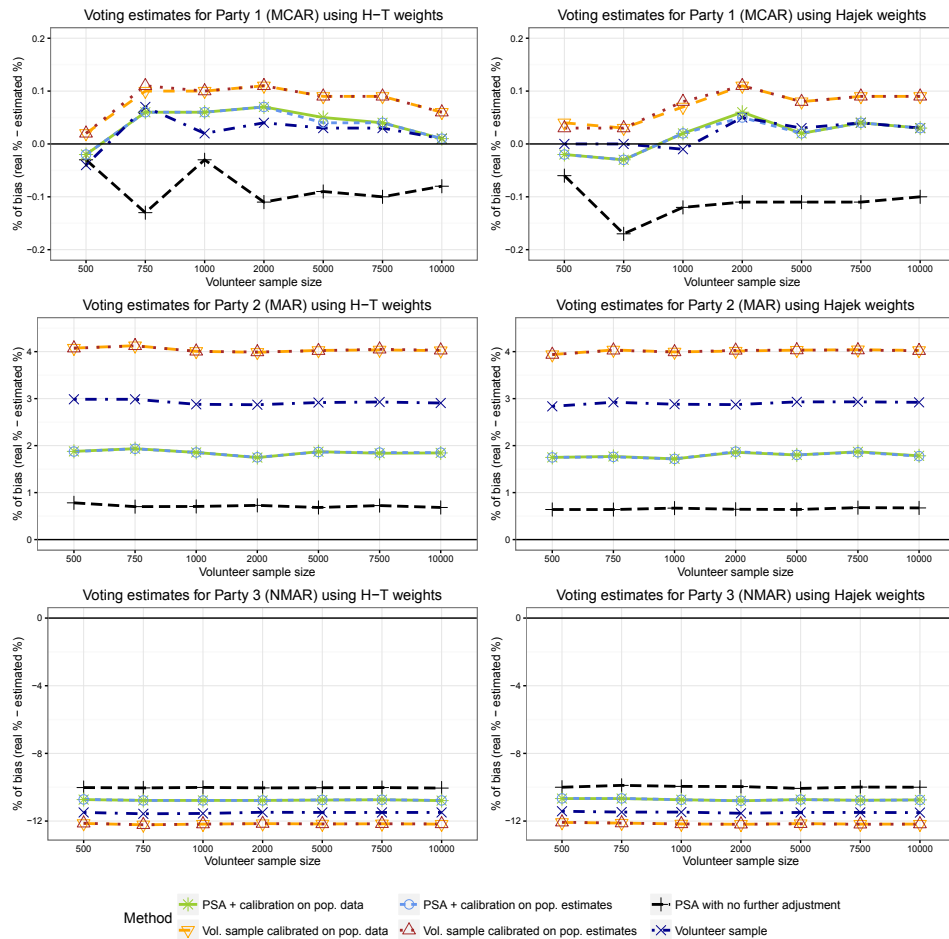 Voting estimates for Party 1 (MCAR) using H−T weights
% of bias (real % − estimated %)
0.2
0.1
0.0
−0.1
−0.2
500 750 1000 2000 5000 7500 10000
Volunteer sample size
Voting estimates for Party 1 (MCAR) using Hajek weights
% of bias (real % − estimated %)
0.2
0.1
0.0
−0.1
−0.2
500 750 1000 2000 5000 7500 10000
Volunteer sample size
Voting estimates for Party 2 (MAR) using H−T weights
% of bias (real % − estimated %)
4
3
2
1
0
500 750 1000 2000 5000 7500 10000
Volunteer sample size
Voting estimates for Party 2 (MAR) using Hajek weights
% of bias (real % − estimated %)
4
3
2
1
0
500 750 1000 2000 5000 7500 10000
Volunteer sample size
Voting estimates for Party 3 (NMAR) using H−T weights
% of bias (real % − estimated %)
0
−4
−8
−12
500 750 1000 2000 5000 7500 10000
Volunteer sample size
Voting estimates for Party 3 (NMAR) using Hajek weights
% of bias (real % − estimated %)
0
−4
−8
−12
500 750 1000 2000 5000 7500 10000
Volunteer sample size
Method
PSA + calibration on pop. data
PSA + calibration on pop. estimates
PSA with no further adjustment
Vol. sample calibrated on pop. data
Vol. sample calibrated on pop. estimates
Volunteer sample